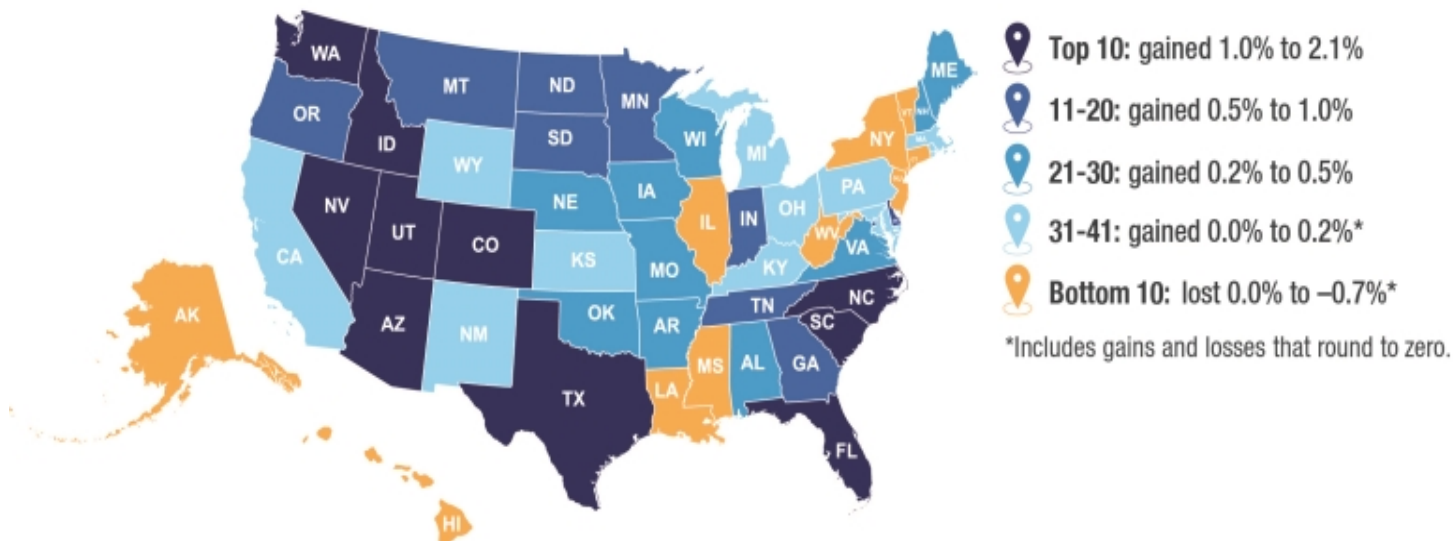 WA
MT
ND
MN
ME
OR
ID
SD
WI
MI
VT
NH
NY
WY
IA
NE
PA
NV
UT
CO
IL
IN
OH
CA
KS
MO
WV
VA
KY
AZ
NM
OK
AR
TN
NC
SC
AK
TX
LA
MS
AL
GA
FL
HI
Top 10: gained 1.0% to 2.1%
11-20: gained 0.5% to 1.0%
21-30: gained 0.2% to 0.5%
31-41: gained 0.0% to 0.2%*
Bottom 10: lost 0.0% to –0.7%*
*Includes gains and losses that round to zero.